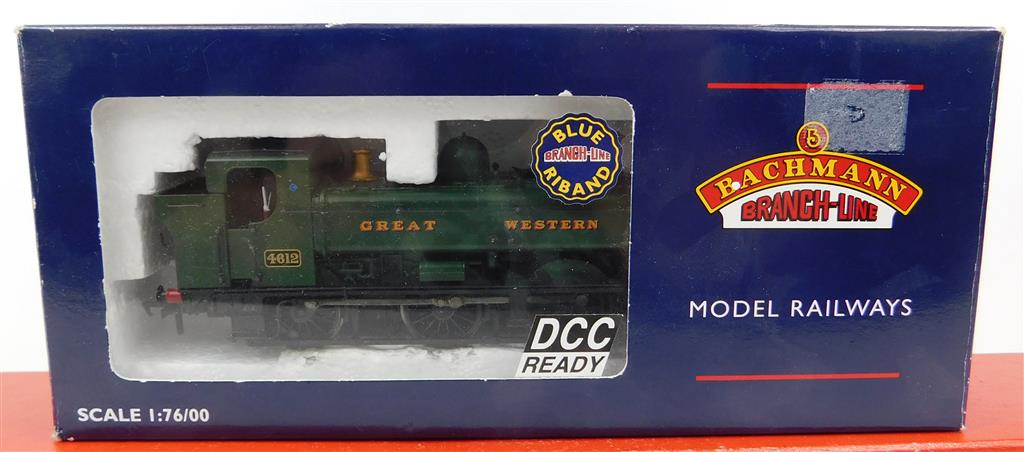 BLUE
BRANCH-LINE
RIBAND
GREAT WESTERN
4612
DCC
READY
SCALE 1:76/00
BACHMANN
BRANCH-LINE
MODEL RAILWAYS